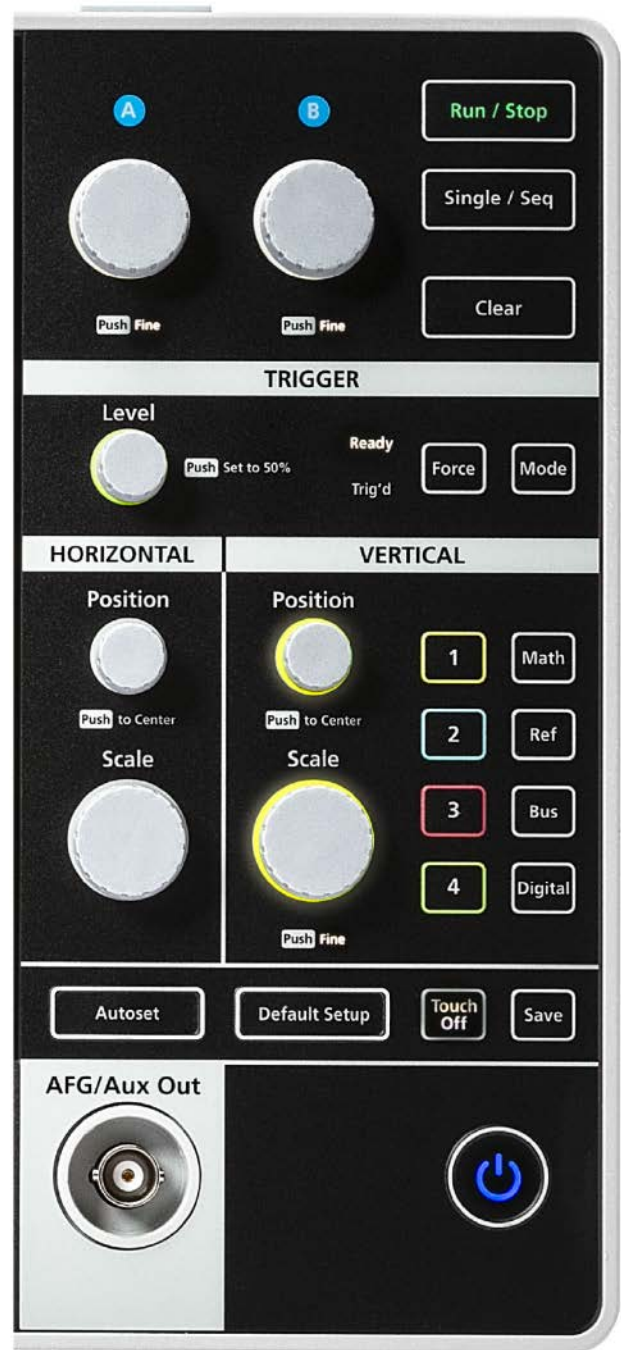 A
B
Run / Stop
Single / Seq
Push Fine
Push Fine
Clear
TRIGGER
Level
Push Set to 50%
Ready
Trig'd
Force
Mode
HORIZONTAL
VERTICAL
Position
Position
Push to Center
Push to Center
Scale
Scale
Push Fine
1
Math
2
Ref
3
Bus
4
Digital
Autoset
Default Setup
Touch
Off
Save
AFG/Aux Out